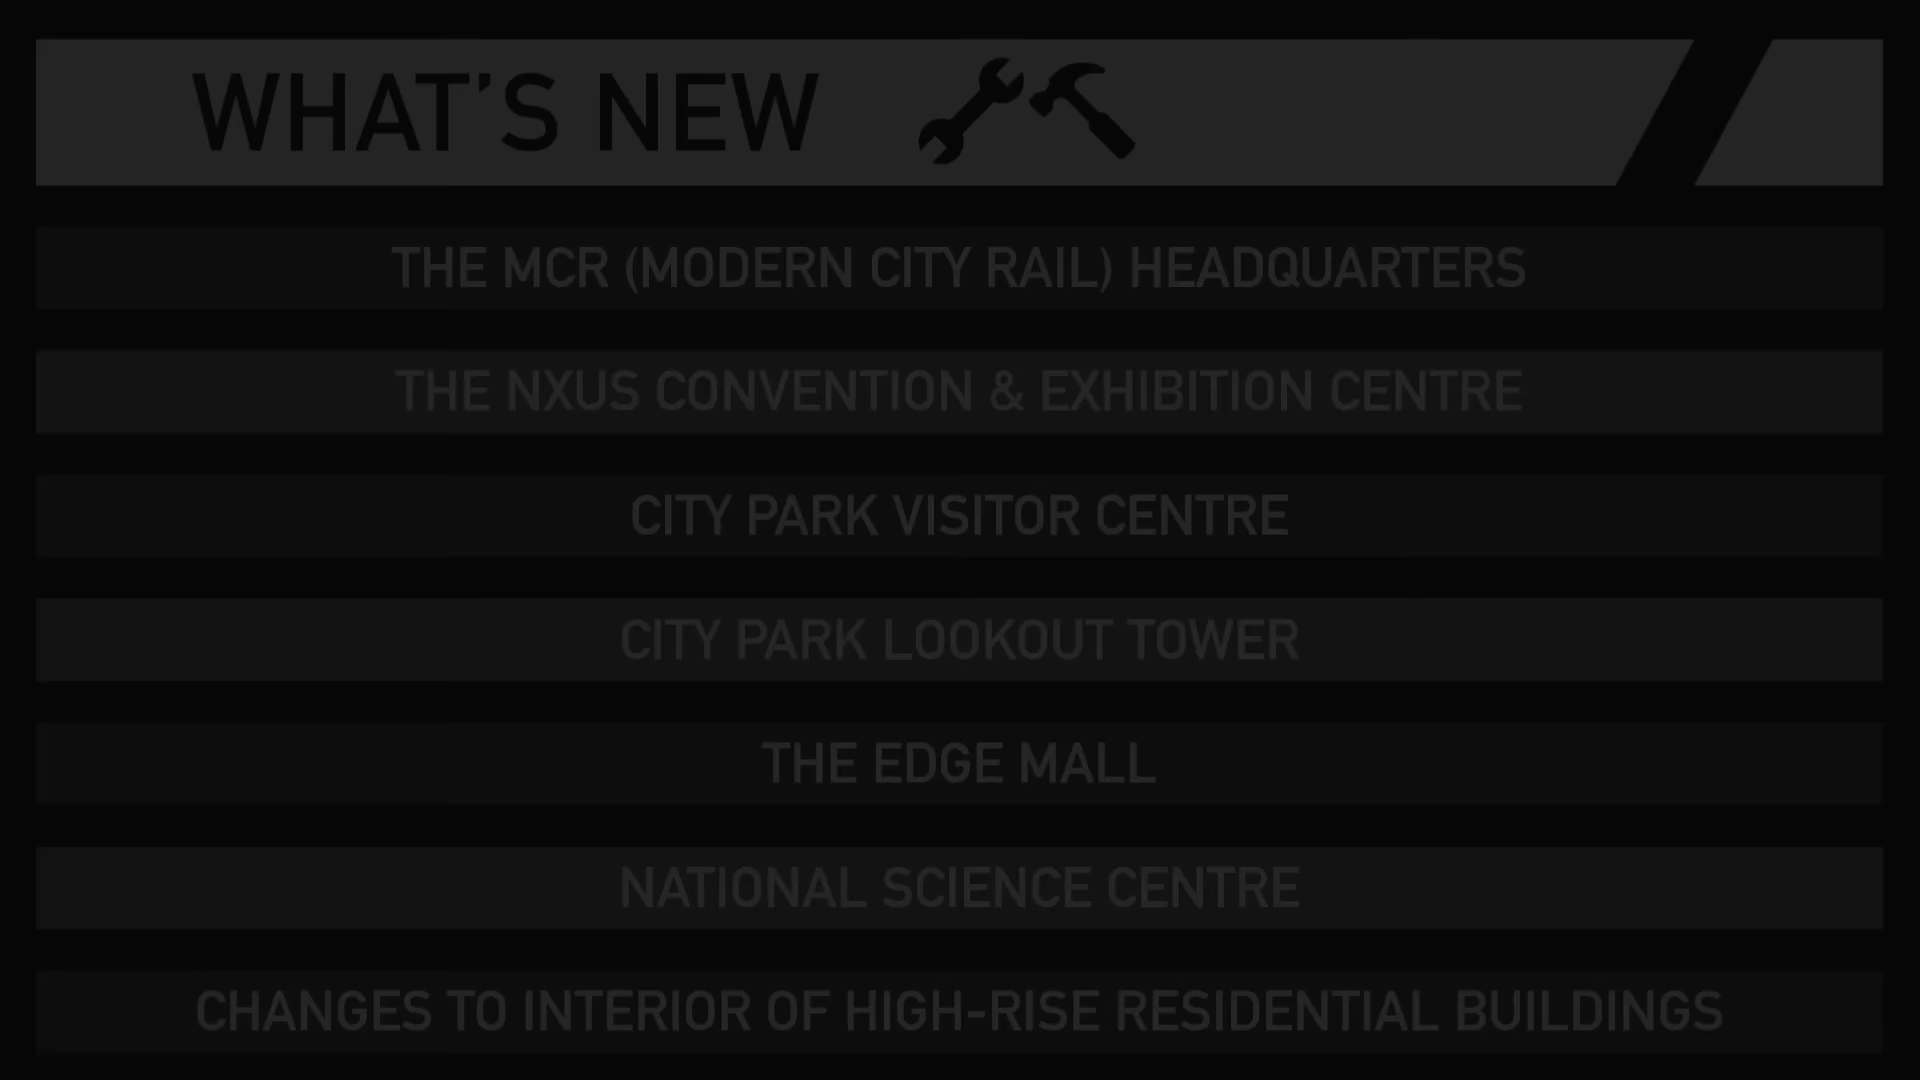 WHAT'S NEW
THE MCR (MODERN CITY RAIL) HEADQUARTERS
THE NXUS CONVENTION & EXHIBITION CENTRE
CITY PARK VISITOR CENTRE
CITY PARK LOOKOUT TOWER
THE EDGE MALL
NATIONAL SCIENCE CENTRE
CHANGES TO INTERIOR OF HIGH-RISE RESIDENTIAL BUILDINGS